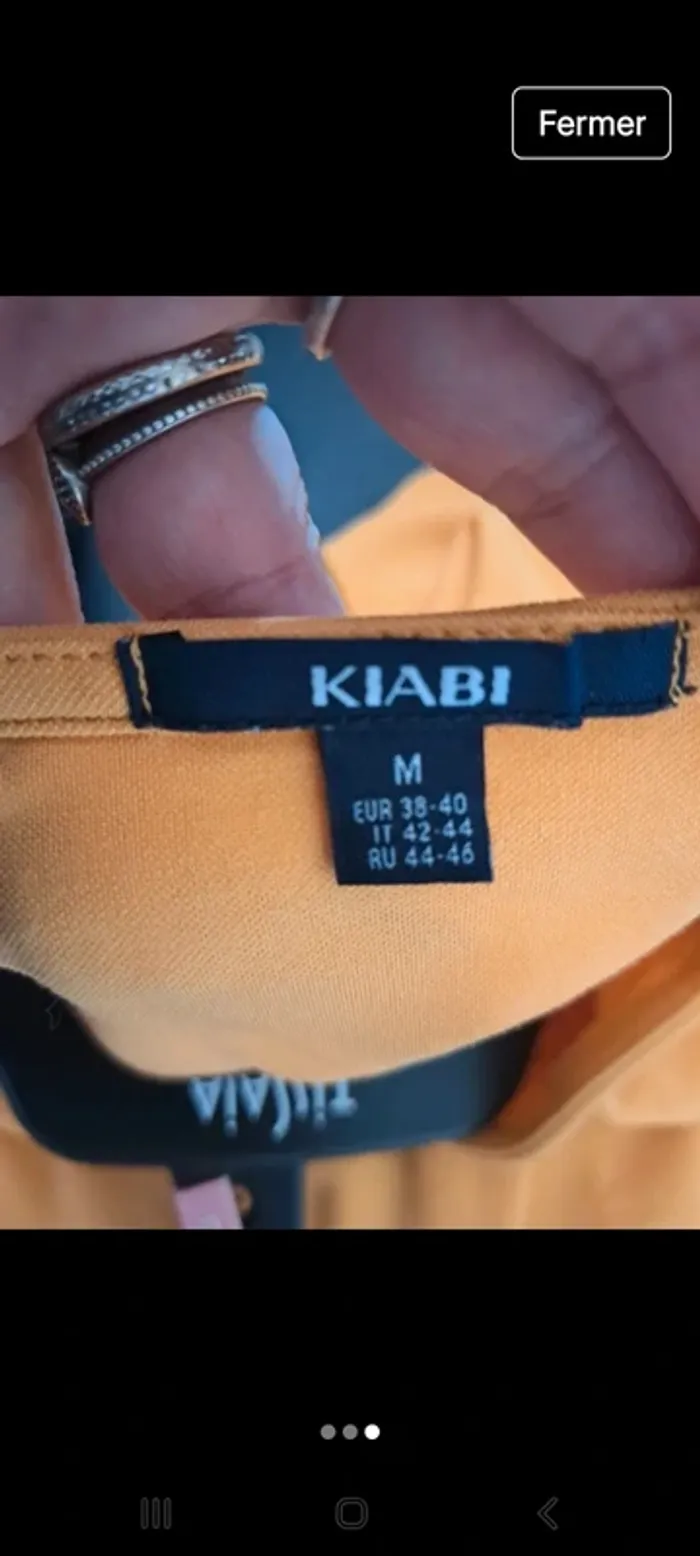 Fermer
KIABI
M
EUR 38-40
IT 42-44
RU 44-46